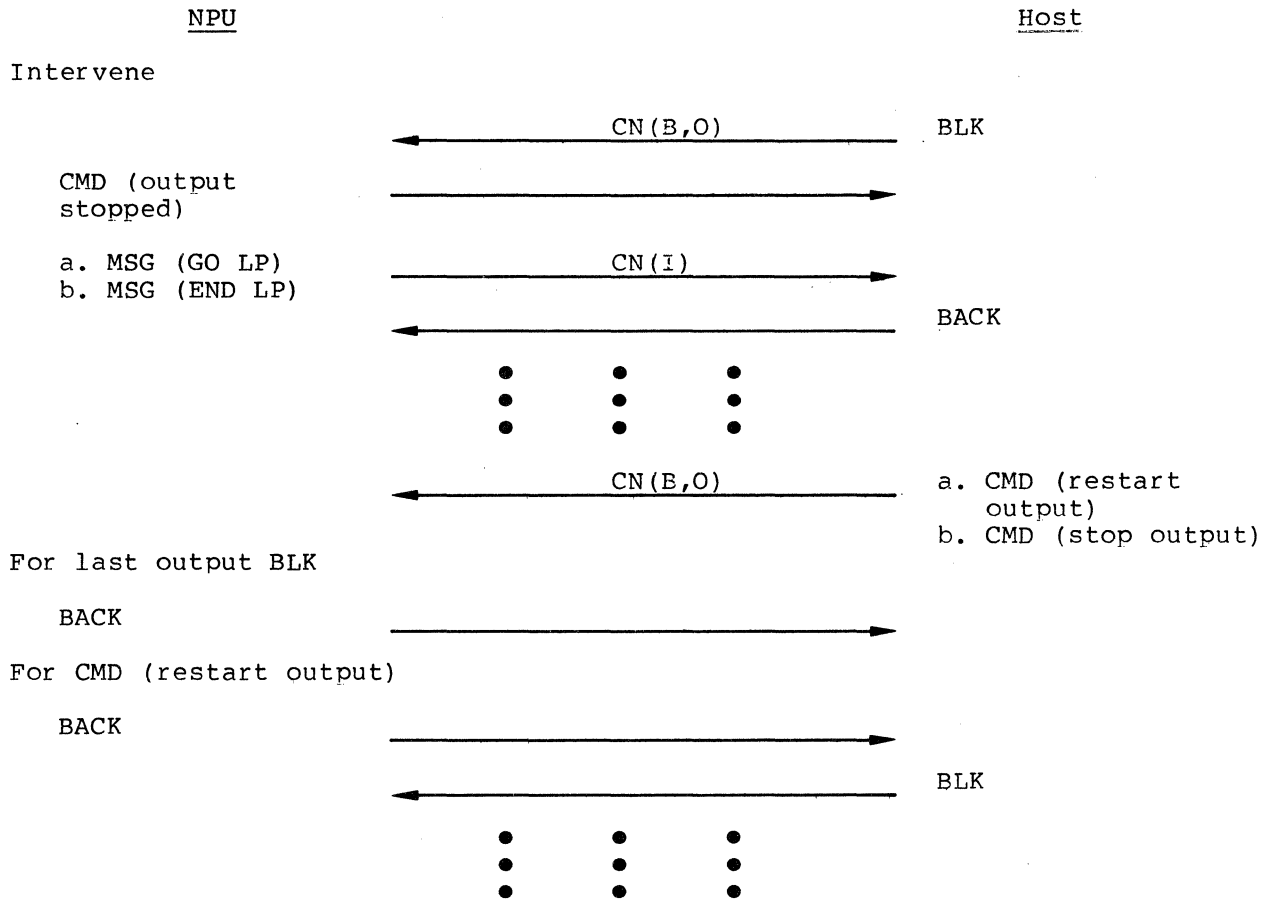 NPU Host
Intervene
CN(B,O) BLK
CMD (output
stopped)
a. MSG (GO LP) CN(I)
b. MSG (END LP)
BACK
CN(B,O) a. CMD (restart
output)
b. CMD (stop output)
For last output BLK
BACK
For CMD (restart output)
BACK
BLK